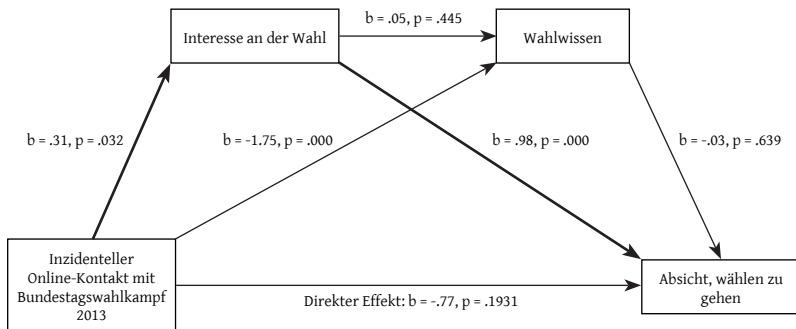 b = .05, p = .445
Interesse an der Wahl
Wahlwissen
b = .31, p = .032
b = -1.75, p = .000
.98, p = .000
b = -.03, p = .639
Inzidenteller
Online-Kontakt mit
Bundestagswahlkampf
2013
Absicht, wählen zu
gehen
Direkter Effekt: b = -.77, p = .1931